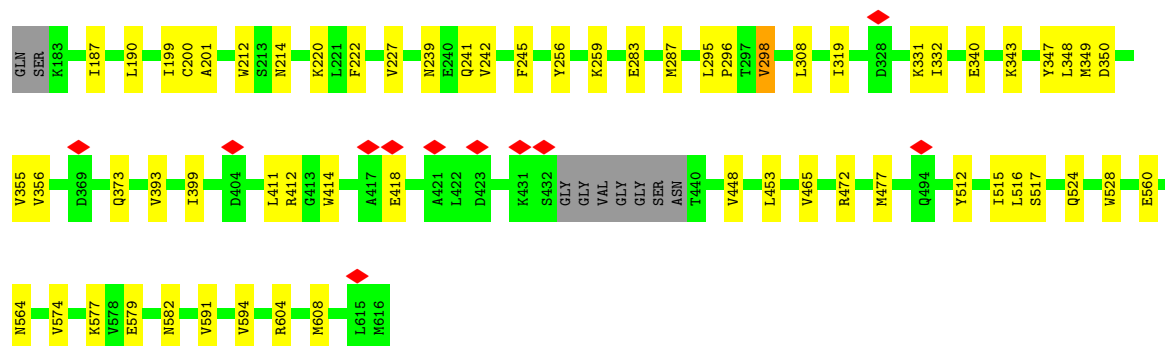 GLN SER K183 I187 L190 I199 C200 A201 W212 S213 N214 K220 L221 F222 V227 N239 E240 Q241 V242 F245 Y256 K259 E283 M287 L295 P296 T297 V298 L308 I319 D328 K331 I332 E340 K343 Y347 L348 M349 D350
V355 V356 D369 Q373 V393 I399 D404 L411 R412 G413 W414 A417 E418 A421 L422 D423 K431 S432 GLY GLY VAL GLY GLY SER ASN T440 V448 L453 V465 R472 M477 Q494 Y512 I515 L516 S517 Q524 W528 E560
N564 V574 K577 V578 E579 N582 V591 V594 R604 M608 L615 M616